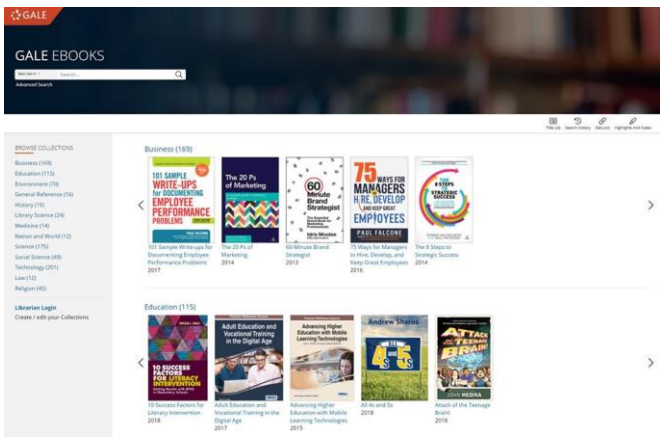 GALE
GALE EBOOKS
Search...
Advanced Search
Title List Search History Get Link Highlights and Notes
BROWSE COLLECTIONS
Business (169)
Education (115)
Environment (70)
General Reference (16)
History (15)
Library Science (24)
Medicine (14)
Nation and World (12)
Science (175)
Social Science (49)
Technology (201)
Law (12)
Religion (45)
Librarian Login
Create / edit your Collections
Business (169)
101 SAMPLE
WRITE-UPS
for DOCUMENTING
EMPLOYEE
PERFORMANCE
PROBLEMS
PAUL FALCONE
101 Sample Write-ups for
Documenting Employee
Performance Problems
2017
The 20 Ps
of Marketing
The 20 Ps of
Marketing
2014
60
Minute
Brand
Strategist
Idris Mootee
60-Minute Brand
Strategist
2013
75 WAYS FOR
MANAGERS
HIRE, DEVELOP
AND KEEP GREAT
EMPLOYEES
PAUL FALCONE
75 Ways for Managers
to Hire, Develop, and
Keep Great Employees
2016
THE
8 STEPS
TO
STRATEGIC
SUCCESS
The 8 Steps to
Strategic Success
2014
Education (115)
10 SUCCESS
FACTORS
FOR LITERACY
INTERVENTION
10 Success Factors for
Literacy Intervention
2018
Adult Education and
Vocational Training
in the Digital Age
Adult Education and
Vocational Training in the
Digital Age
2017
Advancing Higher
Education with Mobile
Learning Technologies
Advancing Higher
Education with Mobile
Learning Technologies
2015
Andrew Sharos
All 4s and 5s
2018
ATTACK
OF THE
TEENAGE
BRAIN!
JOHN MEDINA
Attack of the Teenage
Brain!
2018